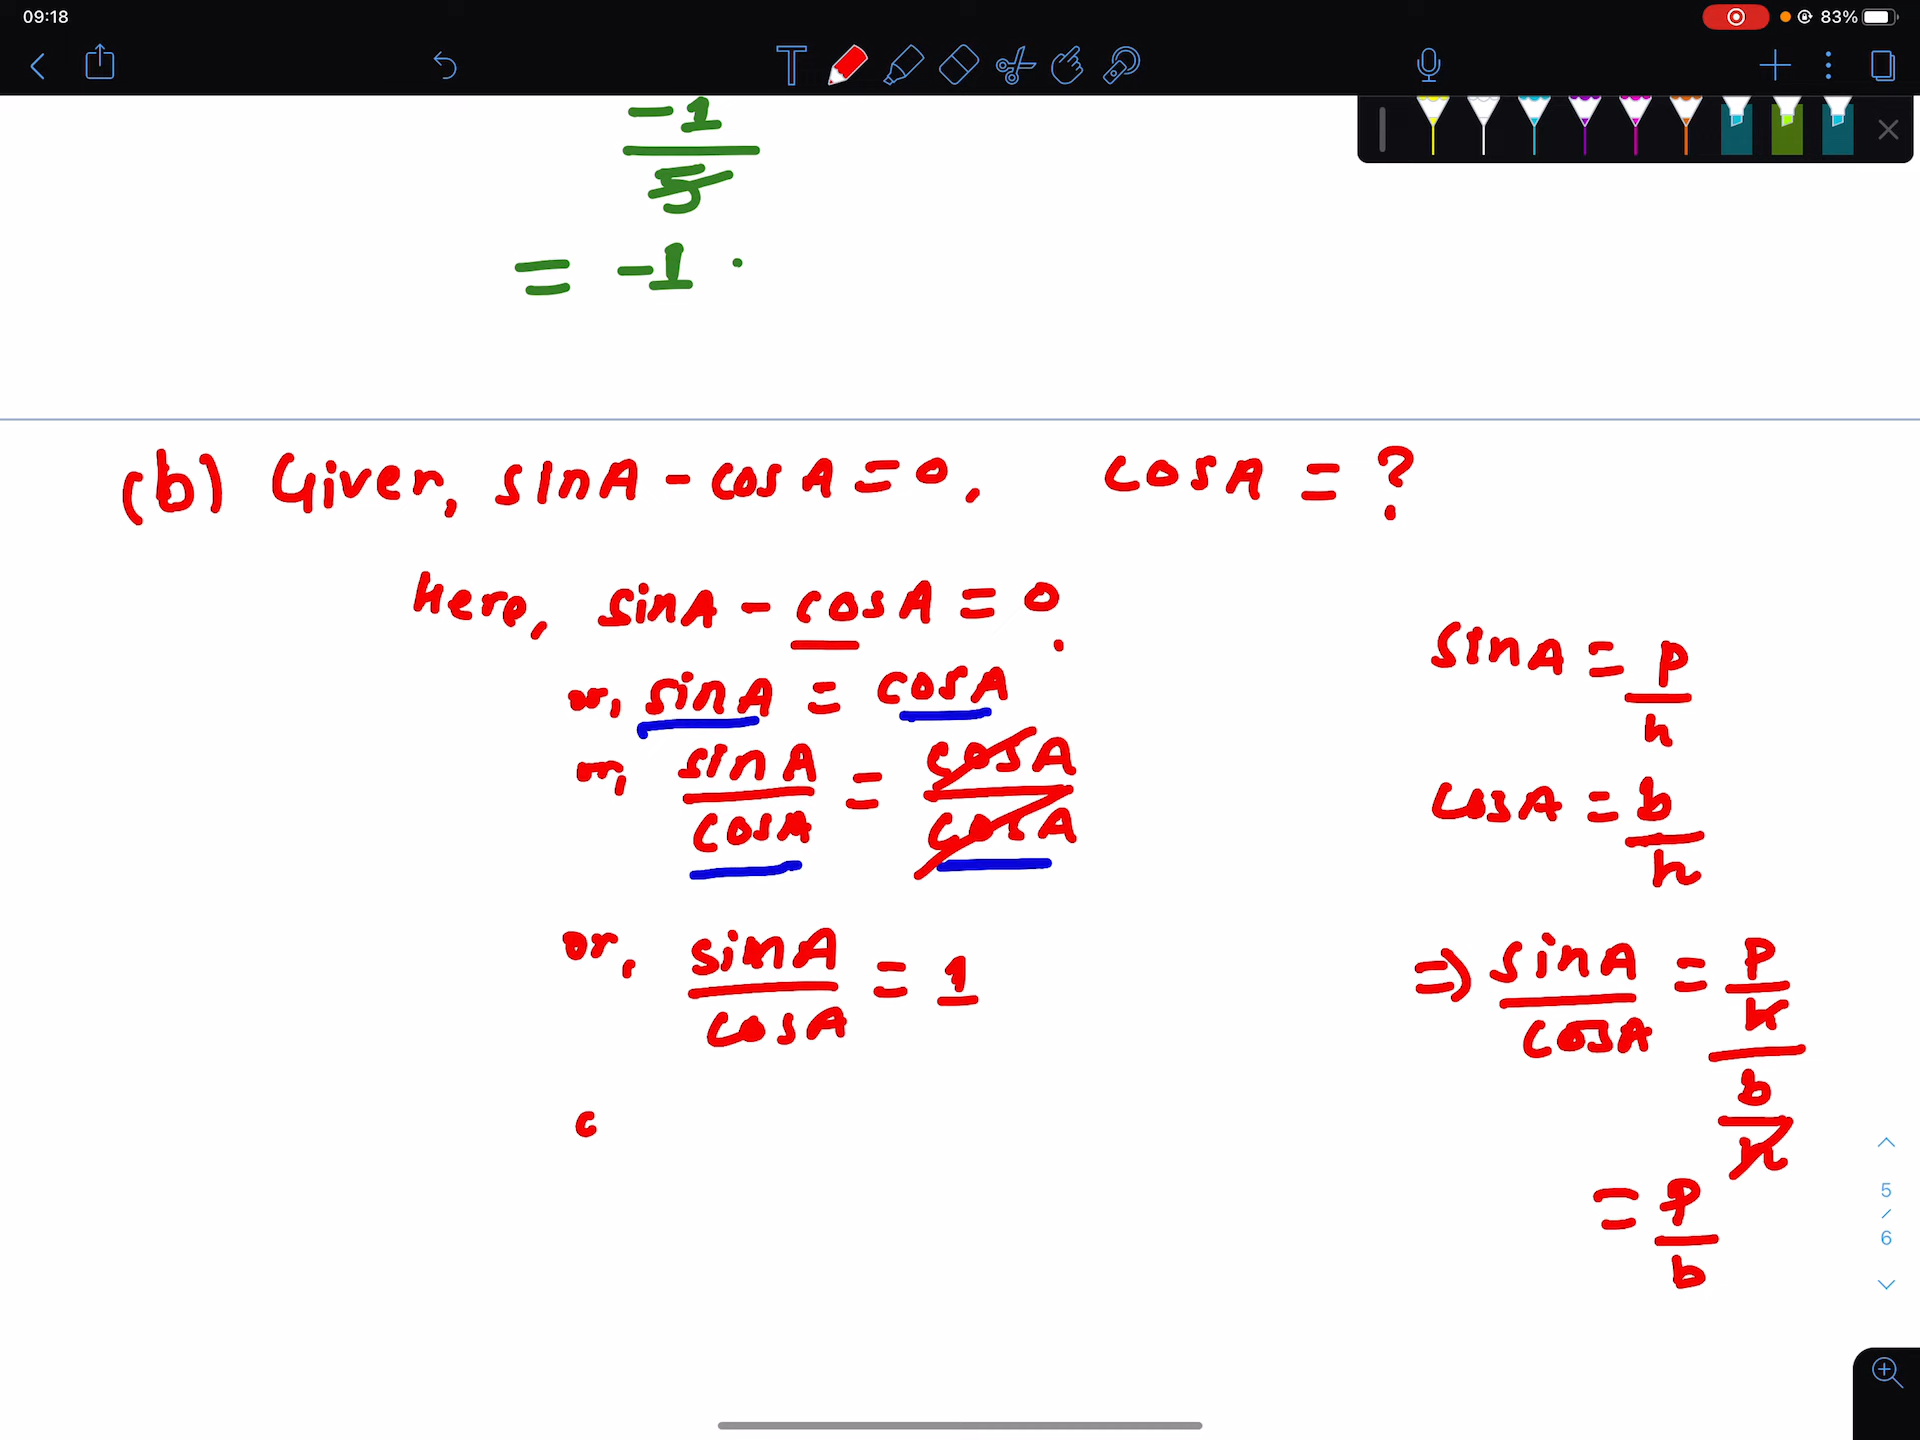 09:18
83%
T
-1
5
= -1 .
(b) Given, sinA - cosA = 0, cosA = ?
Here, sinA - cosA = 0.
or, sinA = cosA
or, sinA/cosA = cosA/cosA
or, sinA/cosA = 1
sinA = p/h
cosA = b/h
=> sinA/cosA = p/h / b/h
= p/b
5
/
6